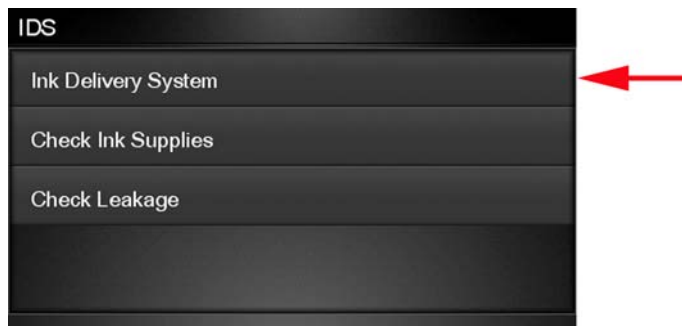 IDS
Ink Delivery System
Check Ink Supplies
Check Leakage